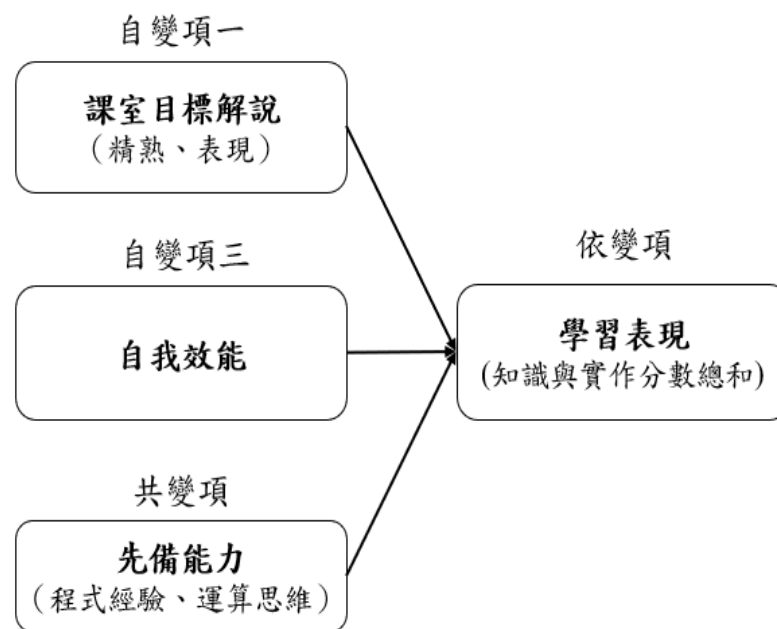 自變項一
課室目標解說
（精熟、表現）
自變項三
自我效能
共變項
先備能力
（程式經驗、運算思維）
依變項
學習表現
(知識與實作分數總和)